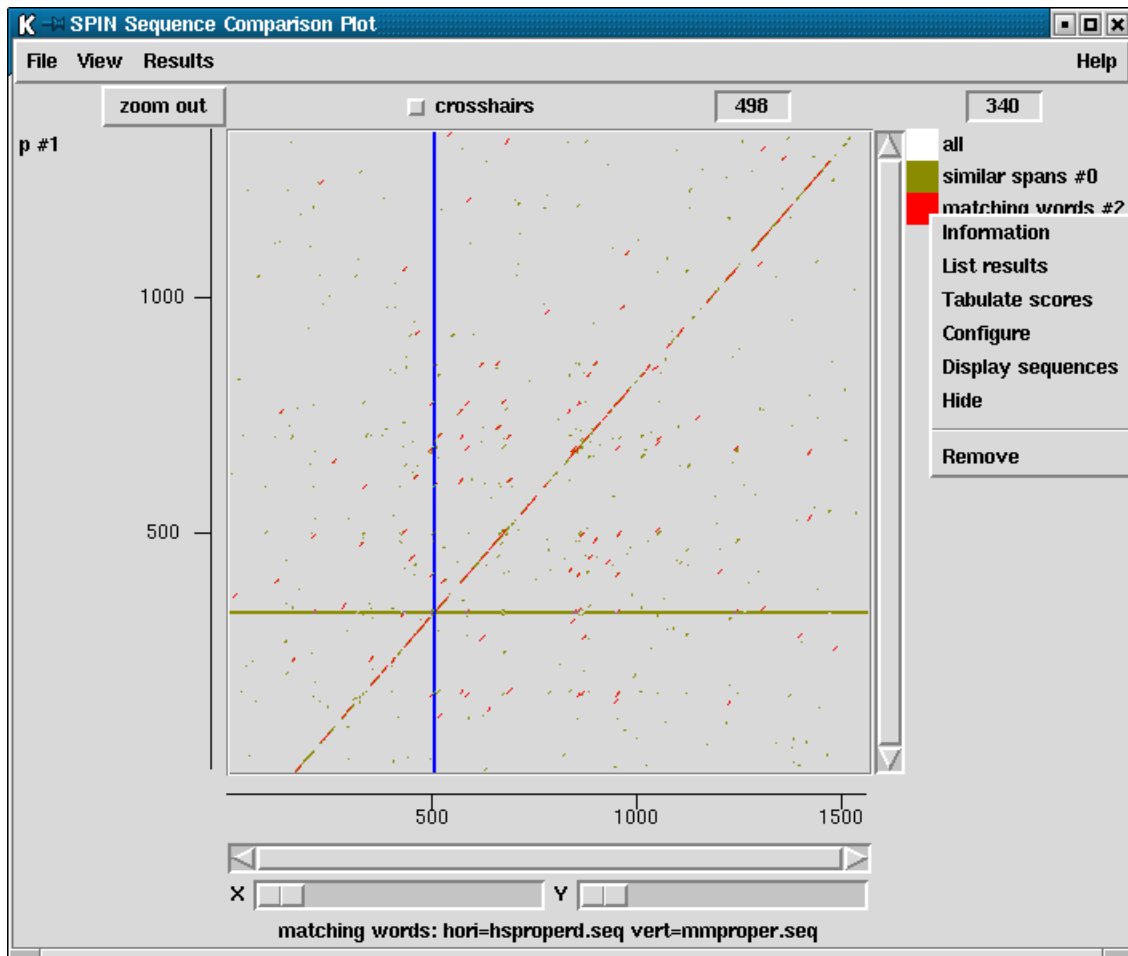 K SPIN Sequence Comparison Plot
File View Results Help
zoom out crosshairs 498 340
p #1
all
similar spans #0
matching words #2
Information
List results
Tabulate scores
Configure
Display sequences
Hide
Remove
1000
500
500 1000 1500
X Y
matching words: hori=hsproperd.seq vert=mmproper.seq